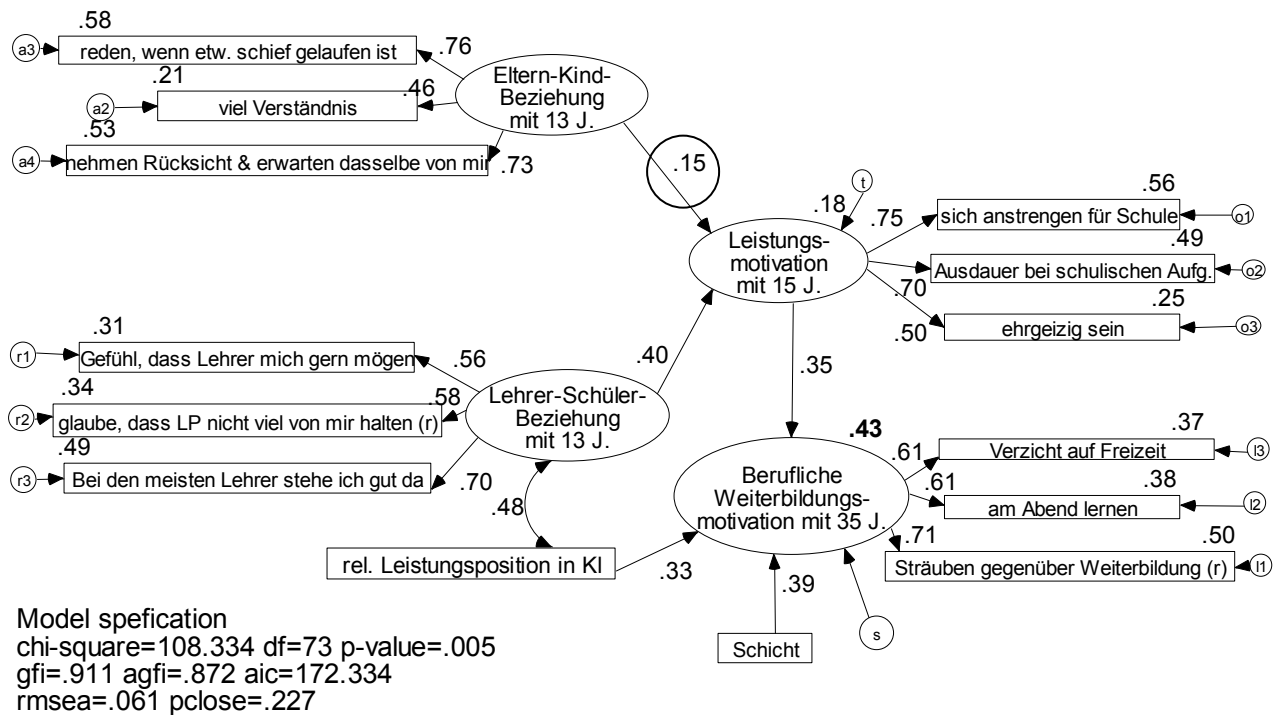 .58
a3
reden, wenn etw. schief gelaufen ist
.76
.21
a2
viel Verständnis
.46
.53
a4
nehmen Rücksicht & erwarten dasselbe von mir
.73
Eltern-Kind-
Beziehung
mit 13 J.
.15
t
.18
Leistungs-
motivation
mit 15 J.
.75
.56
sich anstrengen für Schule
o1
.49
Ausdauer bei schulischen Aufg.
o2
.70
.25
ehrgeizig sein
o3
.50
.31
r1
Gefühl, dass Lehrer mich gern mögen
.56
.34
r2
glaube, dass LP nicht viel von mir halten (r)
.58
.49
r3
Bei den meisten Lehrer stehe ich gut da
.70
Lehrer-Schüler-
Beziehung
mit 13 J.
.40
.35
.48
rel. Leistungsposition in Kl
.33
.43
Berufliche
Weiterbildungs-
motivation mit 35 J.
.61
.37
Verzicht auf Freizeit
l3
.61
.38
am Abend lernen
l2
.71
.50
Sträuben gegenüber Weiterbildung (r)
l1
.39
Schicht
s
Model spefication
chi-square=108.334 df=73 p-value=.005
gfi=.911 agfi=.872 aic=172.334
rmsea=.061 pclose=.227